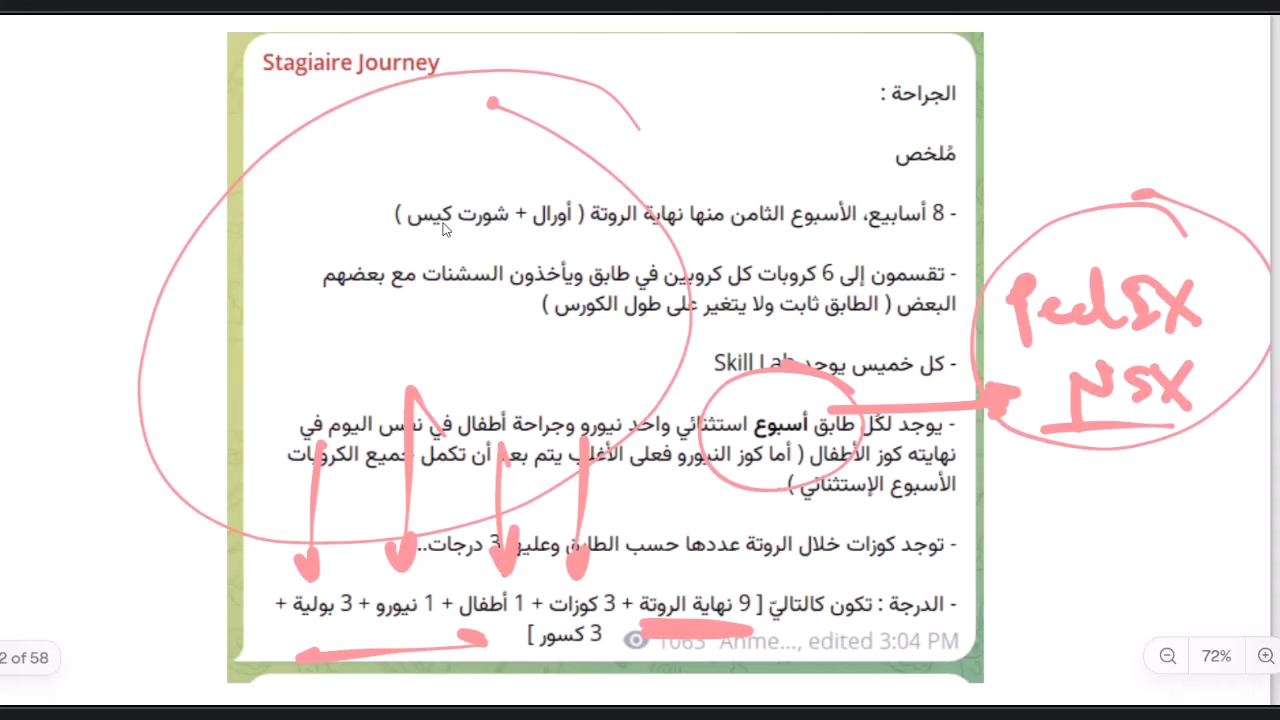 Stagiaire Journey
الجراحة :
مُلخص
- 8 أسابيع، الأسبوع الثامن منها نهاية الروتة ( أورال + شورت كيس )
- تقسمون إلى 6 كروبات كل كروبين في طابق ويأخذون السشنات مع بعضهم
البعض ( الطابق ثابت ولا يتغير على طول الكورس )
- كل خميس يوجد Skill Lab
- يوجد لكُل طابق أسبوع استثنائي واحد نيورو وجراحة أطفال في نفس اليوم في
نهايته كوز الأطفال ( أما كوز النيورو فعلى الأغلب يتم بعد أن تكمل جميع الكروبات
الأسبوع الإستثنائي ) .
- توجد كوزات خلال الروتة عددها حسب الطابق وعليها 3 درجات..
- الدرجة : تكون كالتاليّ [ 9 نهاية الروتة + 3 كوزات + 1 أطفال + 1 نيورو + 3 بولية +
3 كسور ]
1063 Ahme..., edited 3:04 PM
PedSX
NSX
2 of 58
72%